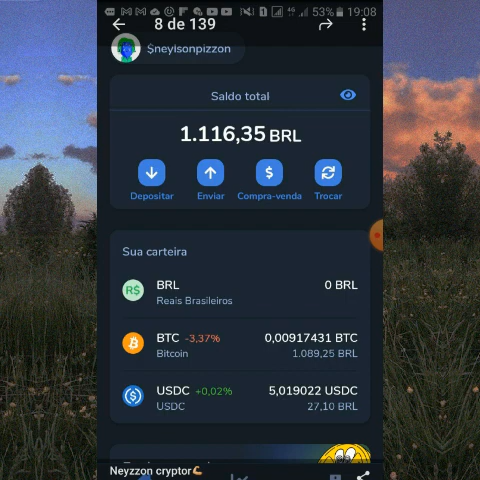 53% 19:08
8 de 139
$neylsonpizzon
Saldo total
1.116,35 BRL
Depositar Enviar Compra-venda Trocar
Sua carteira
R$ BRL 0 BRL
Reais Brasileiros
BTC -3,37% 0,00917431 BTC
Bitcoin 1.089,25 BRL
USDC +0,02% 5,019022 USDC
USDC 27,10 BRL
Neyzzon cryptor💪